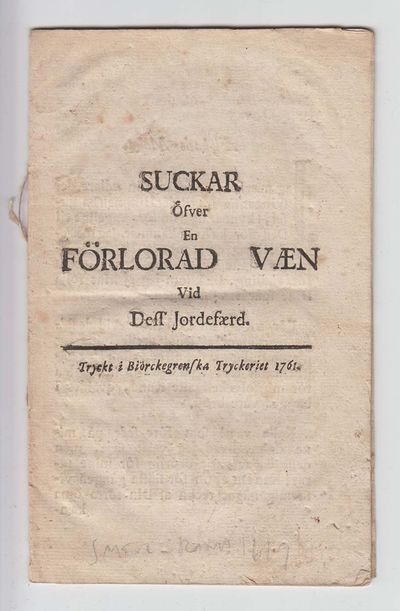 SUCKAR
Öfver
En
FÖRLORAD VÆN
Vid
Deſſ Jordefærd.
Tryckt i Biörckegrenſka Tryckeriet 1761.